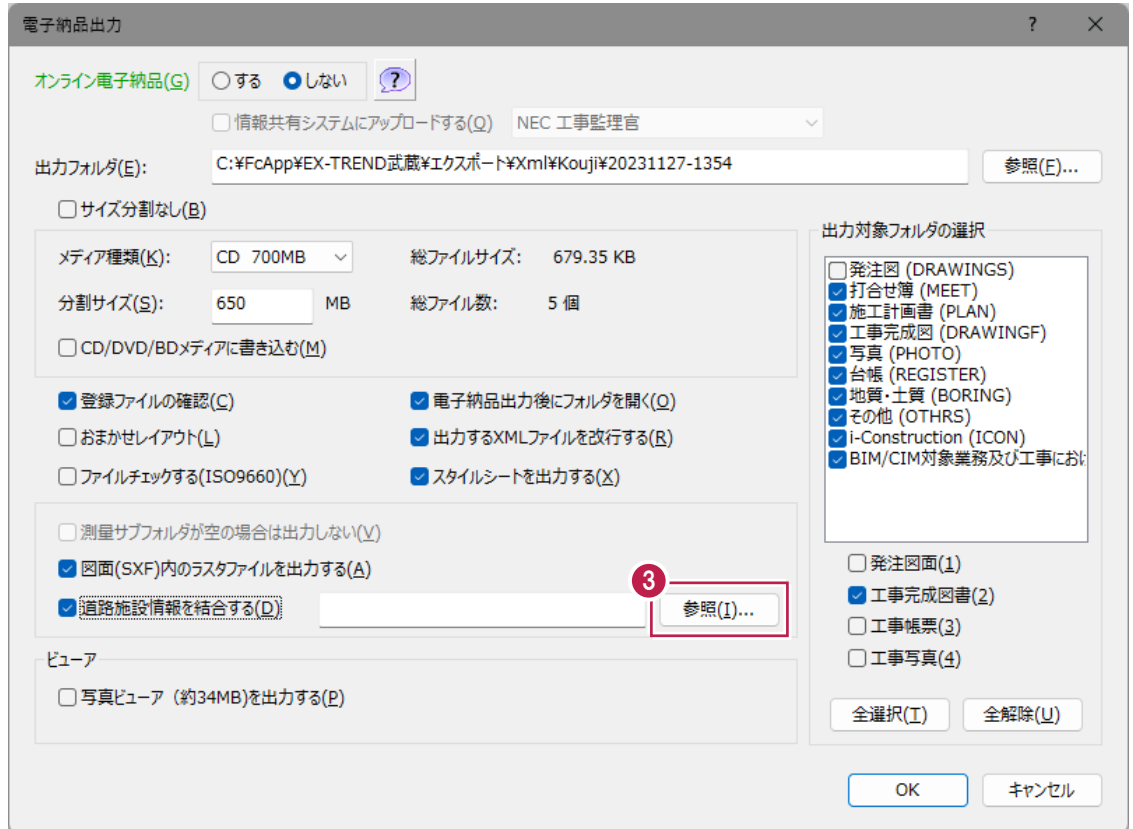 電子納品出力 ? ×
オンライン電子納品(G) する しない ?
情報共有システムにアップロードする(Q) NEC 工事監理官
出力フォルダ(E): C:¥FcApp¥EX-TREND武蔵¥エクスポート¥Xml¥Kouji¥20231127-1354 参照(F)...
サイズ分割なし(B)
メディア種類(K): CD 700MB 総ファイルサイズ: 679.35 KB
分割サイズ(S): 650 MB 総ファイル数: 5 個
CD/DVD/BDメディアに書き込む(M)
登録ファイルの確認(C) 電子納品出力後にフォルダを開く(O)
おまかせレイアウト(L) 出力するXMLファイルを改行する(R)
ファイルチェックする(ISO9660)(Y) スタイルシートを出力する(X)
測量サブフォルダが空の場合は出力しない(V)
図面(SXF)内のラスタファイルを出力する(A)
3
道路施設情報を結合する(D) 参照(I)...
ビューア
写真ビューア（約34MB)を出力する(P)
出力対象フォルダの選択
発注図 (DRAWINGS)
打合せ簿 (MEET)
施工計画書 (PLAN)
工事完成図 (DRAWINGF)
写真 (PHOTO)
台帳 (REGISTER)
地質・土質 (BORING)
その他 (OTHRS)
i-Construction (ICON)
BIM/CIM対象業務及び工事にお
発注図面(1)
工事完成図書(2)
工事帳票(3)
工事写真(4)
全選択(T) 全解除(U)
OK キャンセル